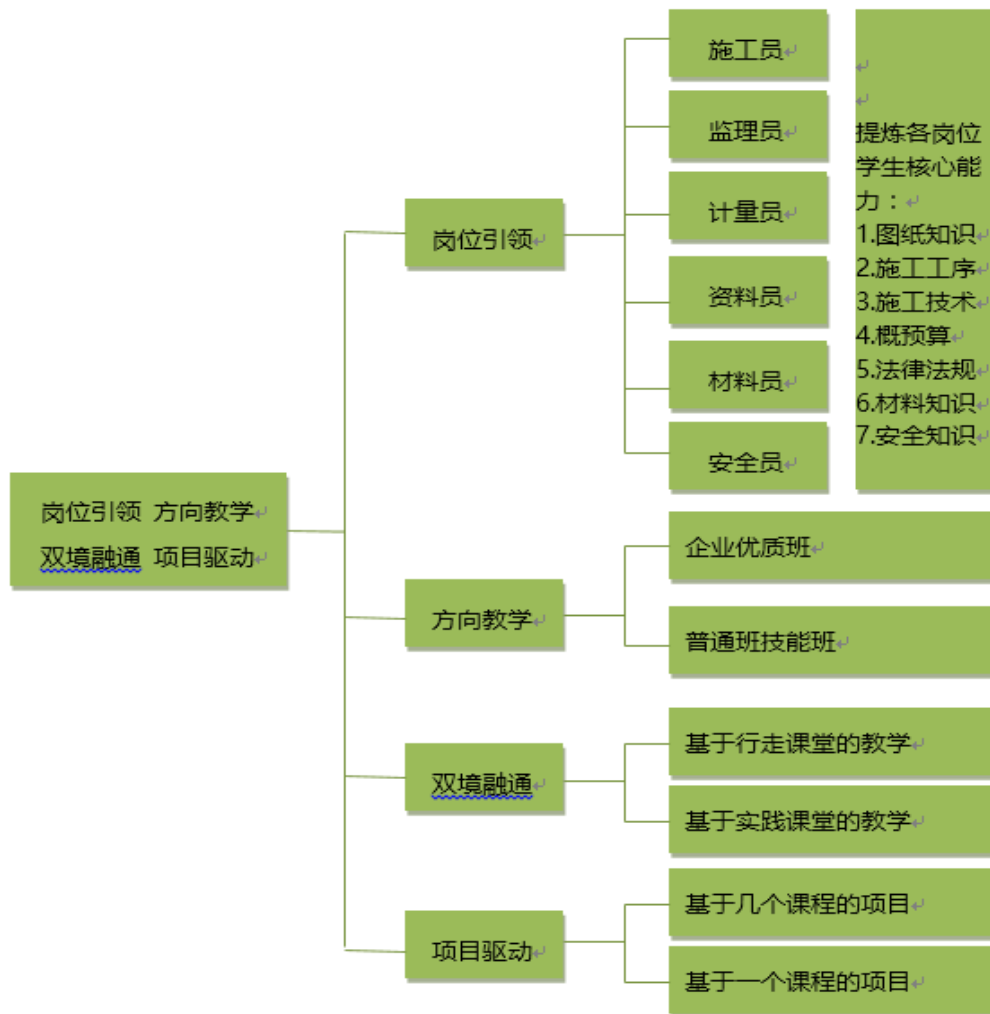 岗位引领 方向教学
双境融通 项目驱动
岗位引领
施工员
监理员
计量员
资料员
材料员
安全员
提炼各岗位
学生核心能
力：
1.图纸知识
2.施工工序
3.施工技术
4.概预算
5.法律法规
6.材料知识
7.安全知识
方向教学
企业优质班
普通班技能班
双境融通
基于行走课堂的教学
基于实践课堂的教学
项目驱动
基于几个课程的项目
基于一个课程的项目